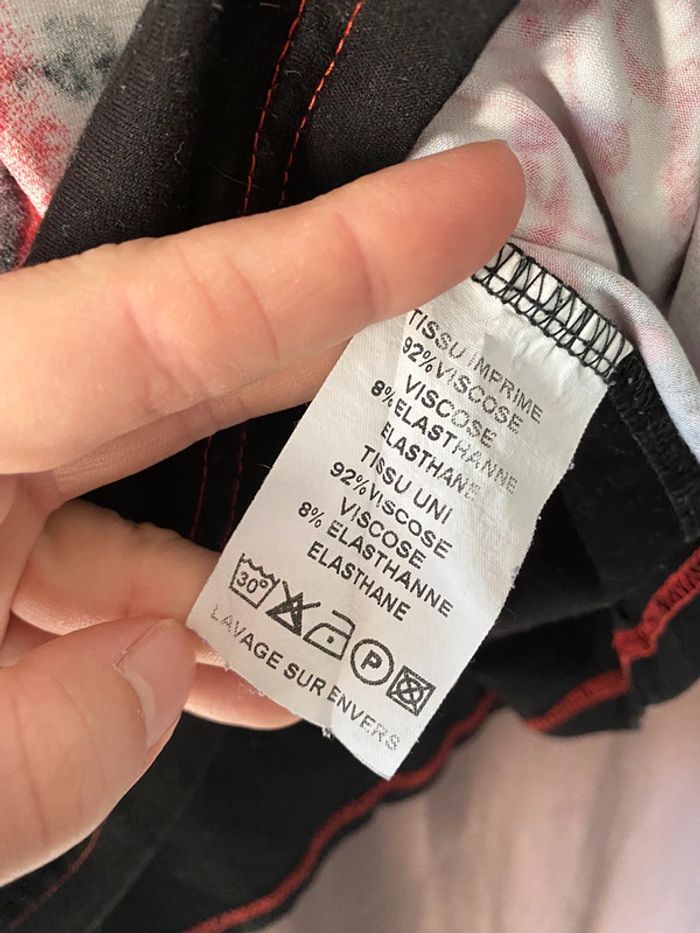 TISSU IMPRIME
92%VISCOSE
VISCOSE
8%ELASTHANNE
ELASTHANE
TISSU UNI
92%VISCOSE
VISCOSE
8% ELASTHANNE
ELASTHANE
30°
P
LAVAGE SUR ENVERS